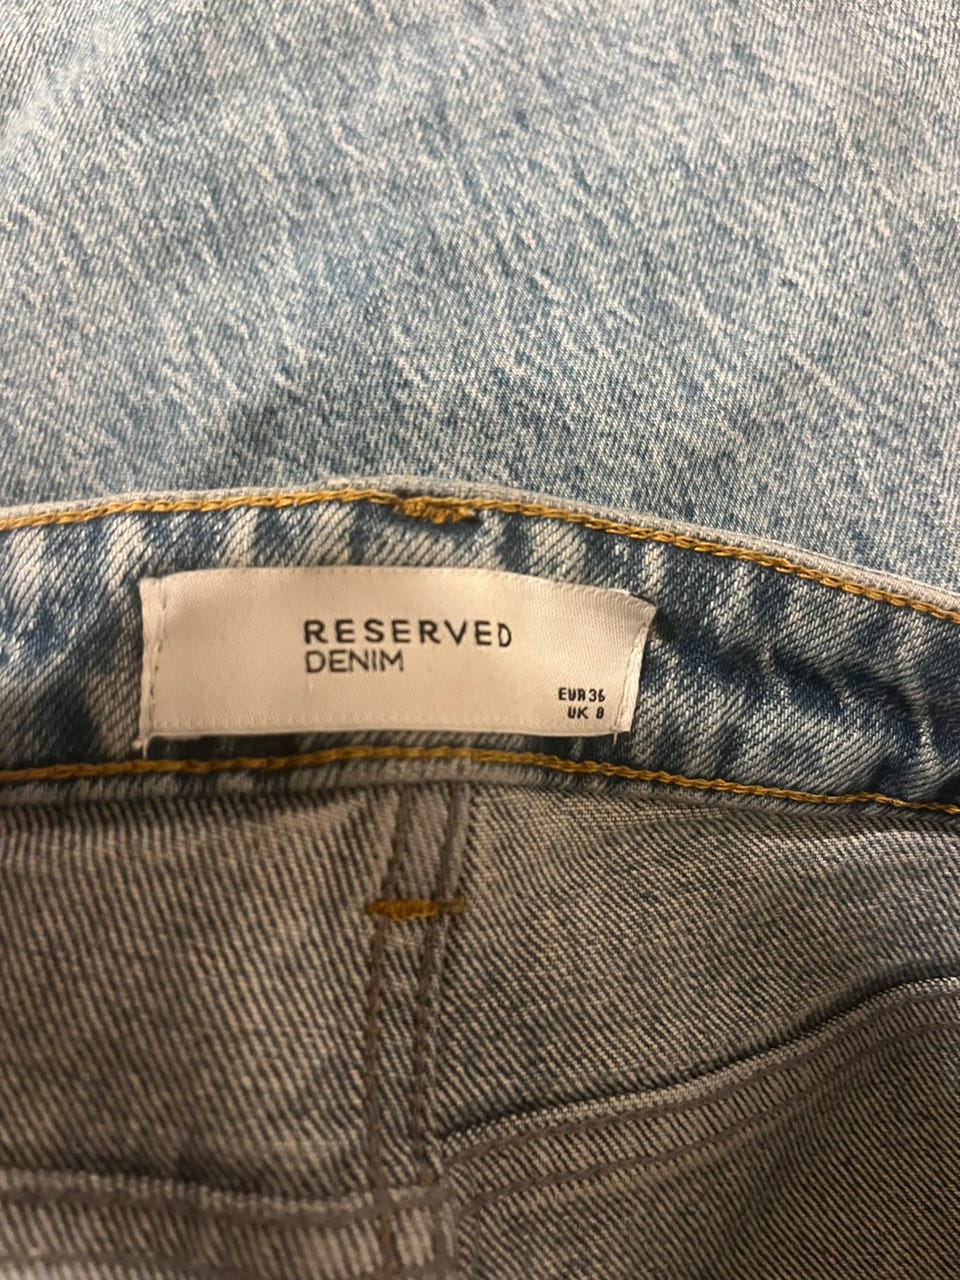 RESERVED
DENIM
EUR 36
UK 8